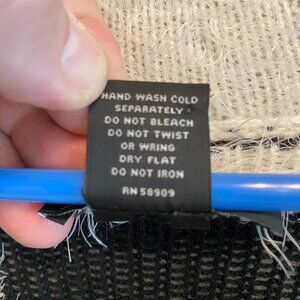 HAND WASH COLD
SEPARATELY
DO NOT BLEACH
DO NOT TWIST
OR WRING
DRY FLAT
DO NOT IRON
RN 58909